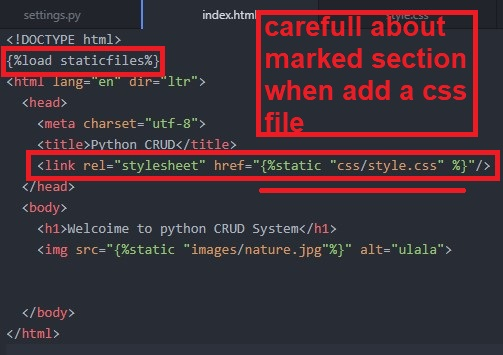 settings.py index.html style.css
carefull about
marked section
when add a css
file
<!DOCTYPE html>
{%load staticfiles%}
<html lang="en" dir="ltr">
<head>
<meta charset="utf-8">
<title>Python CRUD</title>
<link rel="stylesheet" href="{%static "css/style.css" %}"/>
</head>
<body>
<h1>Welcoime to python CRUD System</h1>
<img src="{%static "images/nature.jpg"%}" alt="ulala">
</body>
</html>